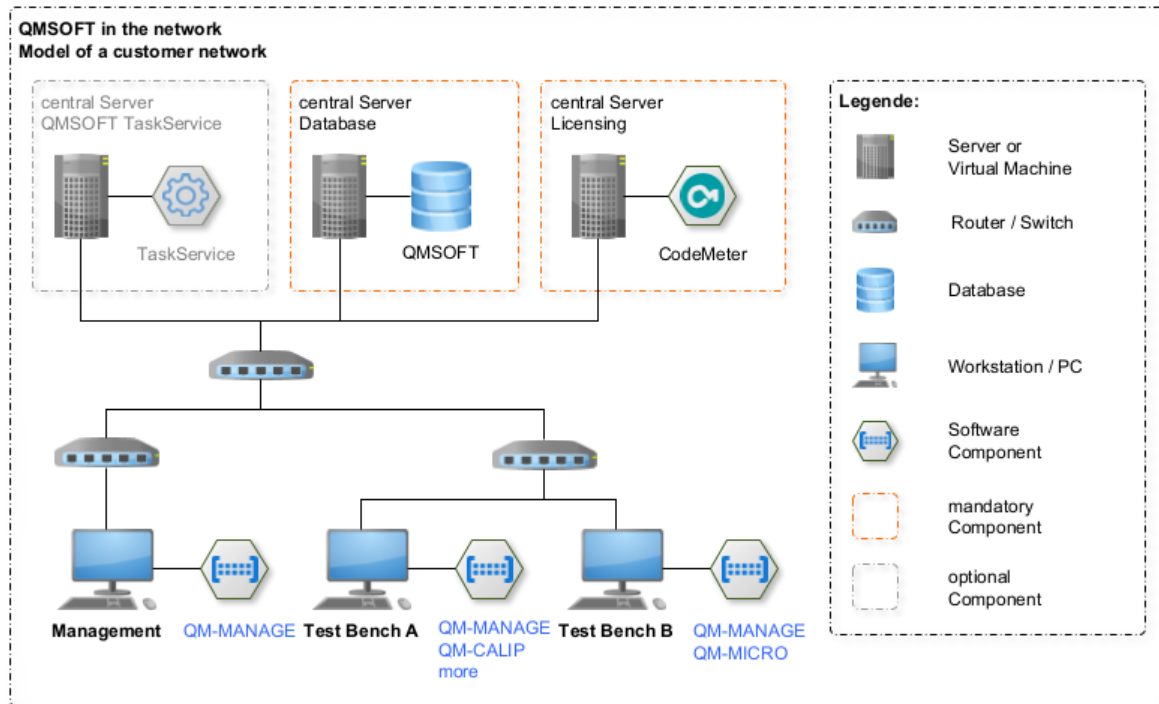 QMSOFT in the network
Model of a customer network
central Server
QMSOFT TaskService
TaskService
central Server
Database
QMSOFT
central Server
Licensing
CodeMeter
Legende:
Server or
Virtual Machine
Router / Switch
Database
Workstation / PC
Software
Component
mandatory
Component
optional
Component
Management
QM-MANAGE
Test Bench A
QM-MANAGE
QM-CALIP
more
Test Bench B
QM-MANAGE
QM-MICRO